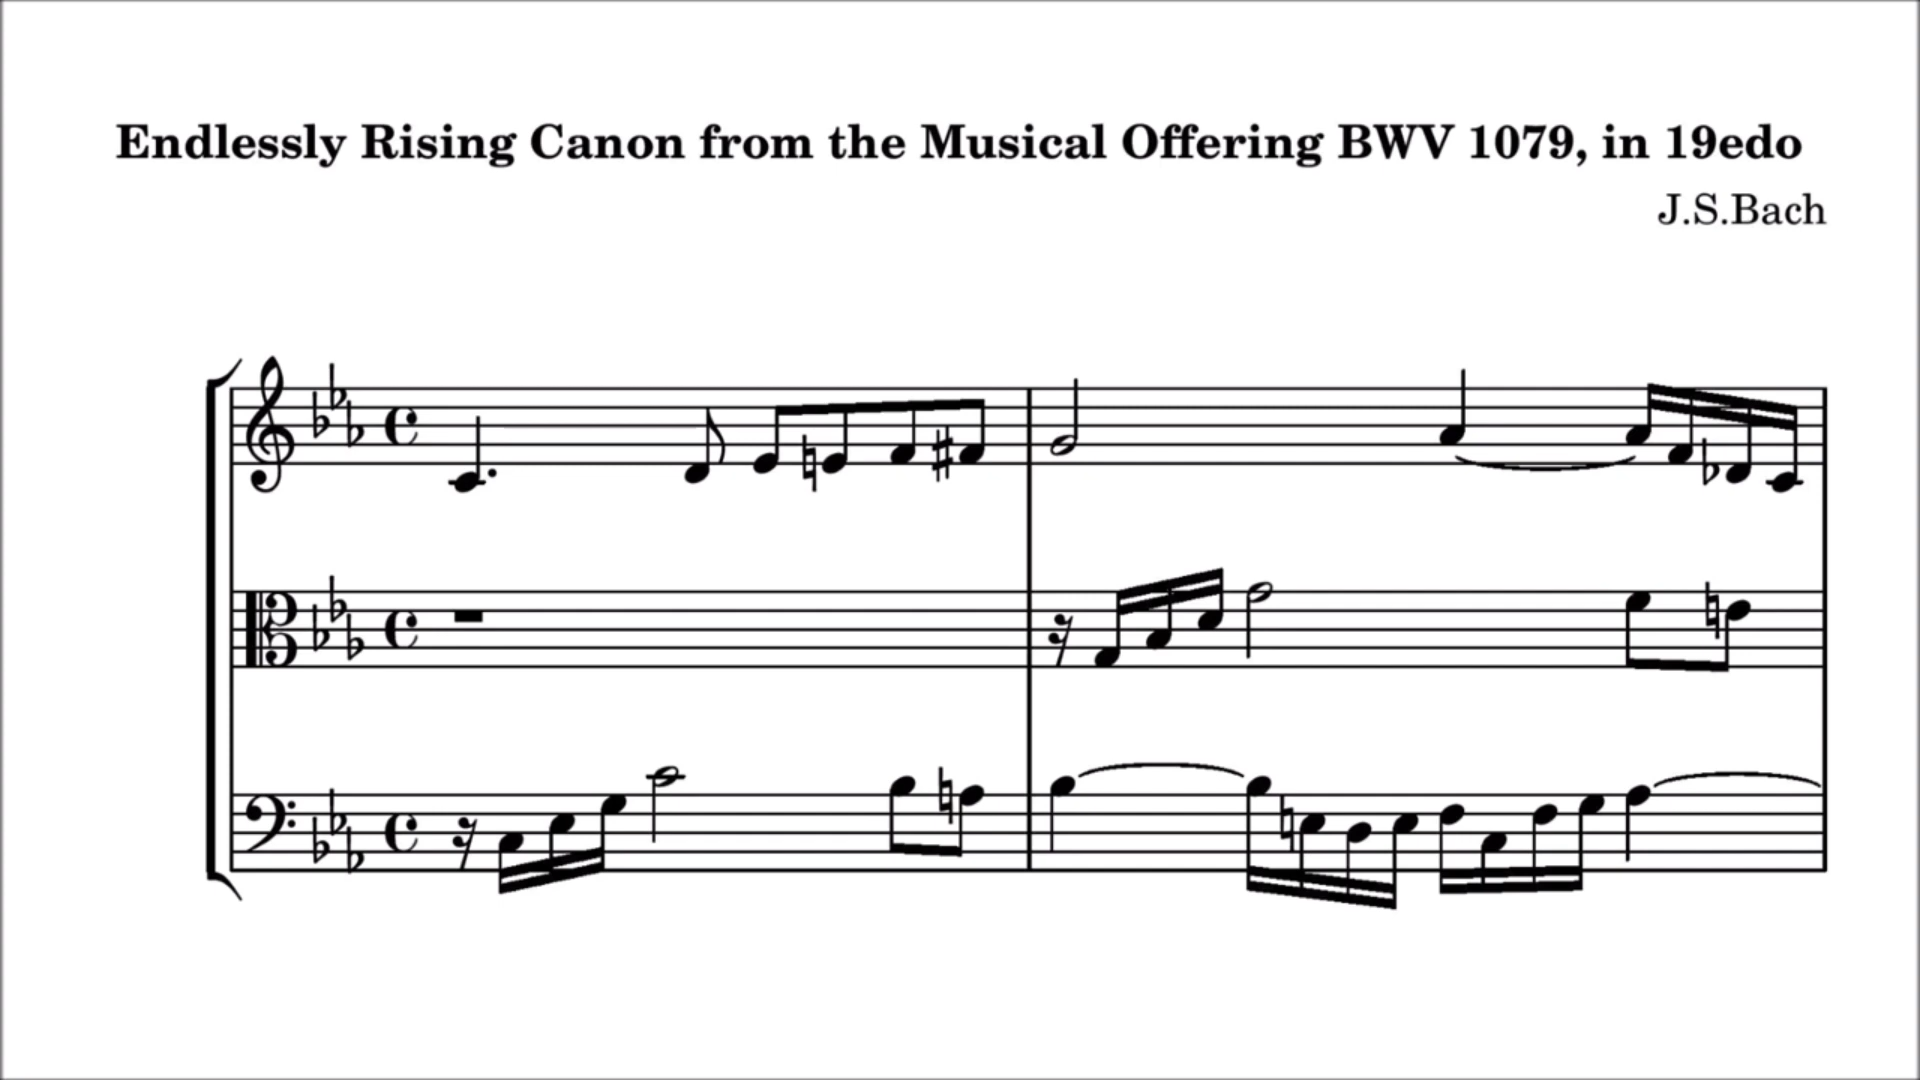 Endlessly Rising Canon from the Musical Offering BWV 1079, in 19edo
J.S.Bach